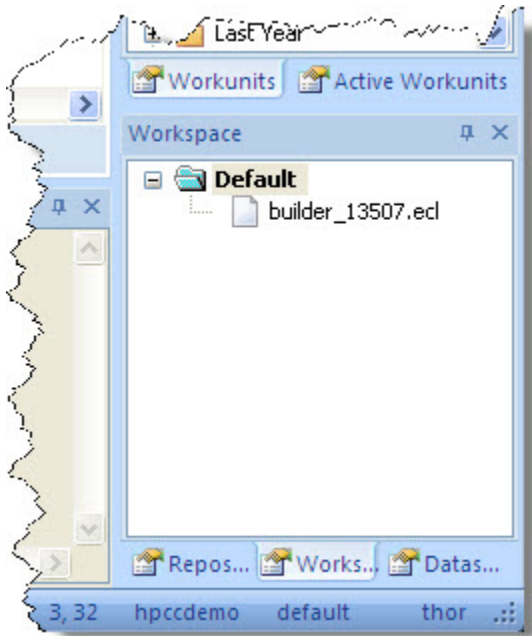 Last Year
Workunits Active Workunits
Workspace
Default
builder_13507.ecl
Repos... Works... Datas...
3, 32 hpccdemo default thor